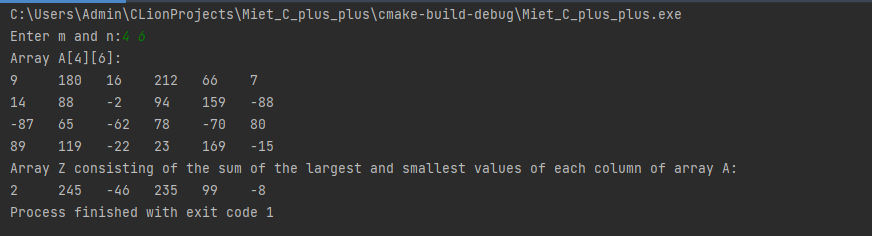 C:\Users\Admin\CLionProjects\Miet_C_plus_plus\cmake-build-debug\Miet_C_plus_plus.exe
Enter m and n:4 6
Array A[4][6]:
9 180 16 212 66 7
14 88 -2 94 159 -88
-87 65 -62 78 -70 80
89 119 -22 23 169 -15
Array Z consisting of the sum of the largest and smallest values of each column of array A:
2 245 -46 235 99 -8
Process finished with exit code 1